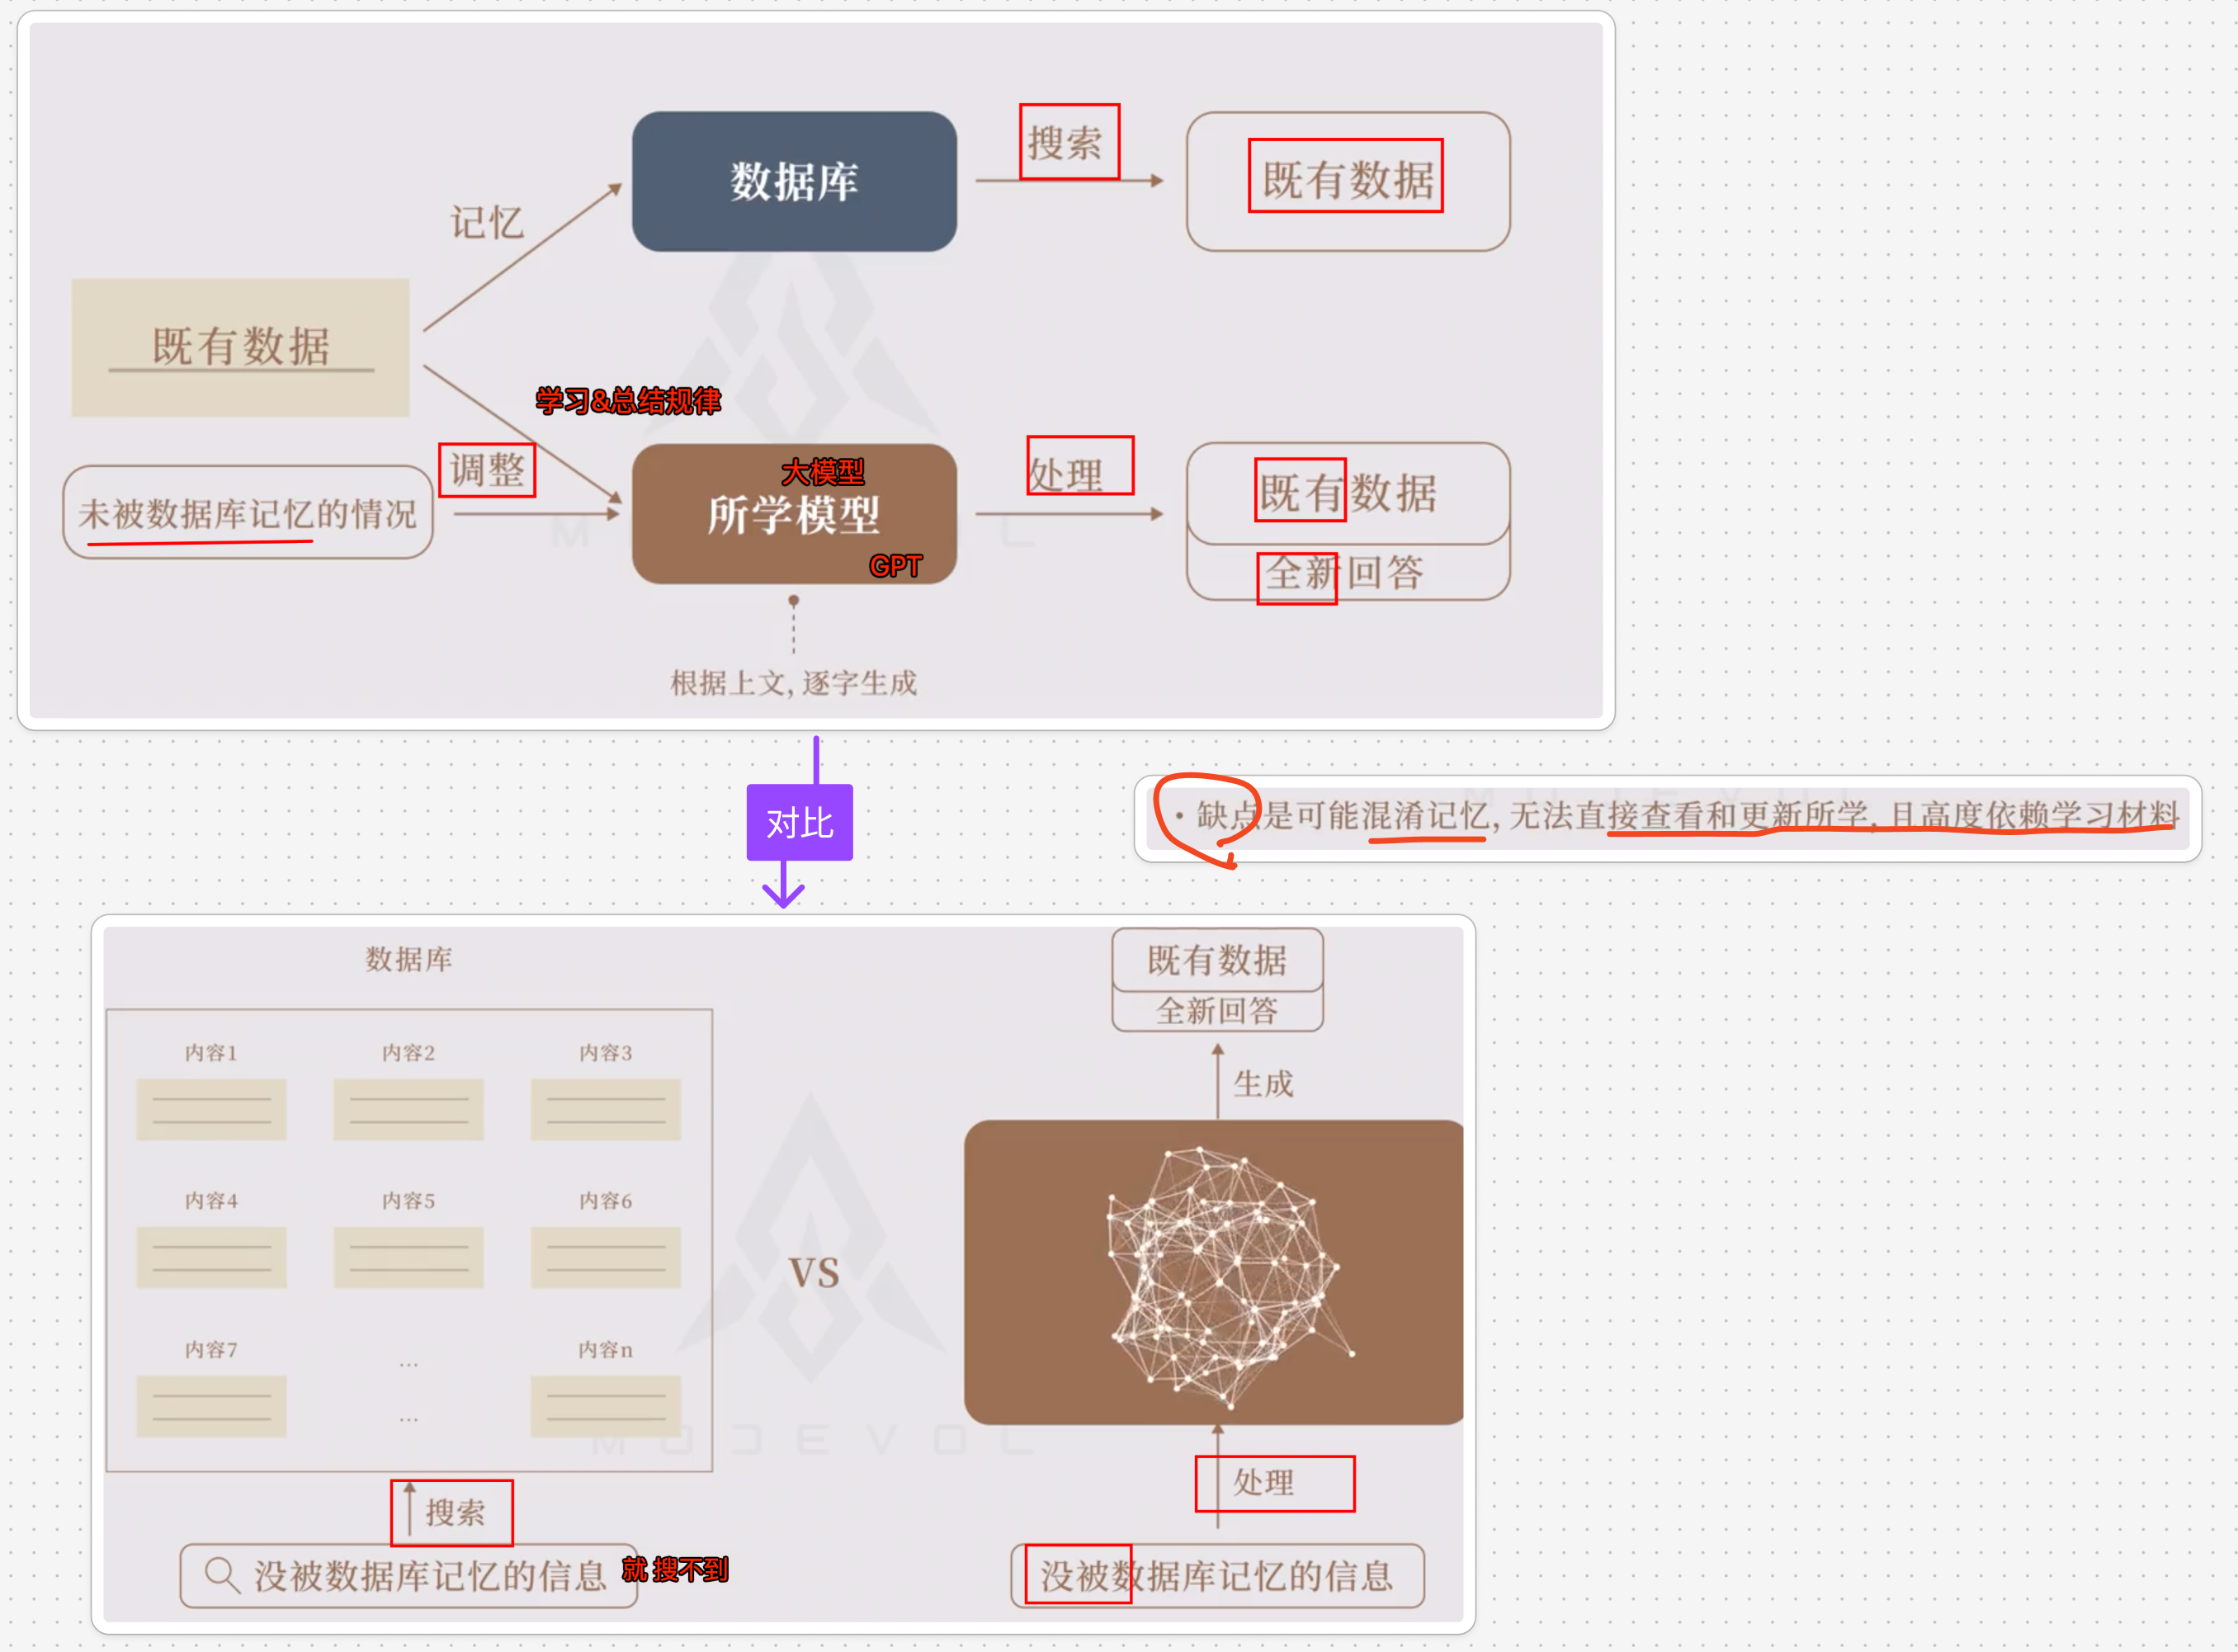 数据库
搜索
既有数据
记忆
既有数据
学习&总结规律
调整
未被数据库记忆的情况
大模型
所学模型
GPT
处理
既有数据
全新回答
根据上文, 逐字生成
对比
• 缺点是可能混淆记忆, 无法直接查看和更新所学, 且高度依赖学习材料
数据库
内容1
内容2
内容3
内容4
内容5
内容6
内容7
...
内容n
...
搜索
没被数据库记忆的信息
就 搜不到
VS
既有数据
全新回答
生成
处理
没被数据库记忆的信息
MODEVOL